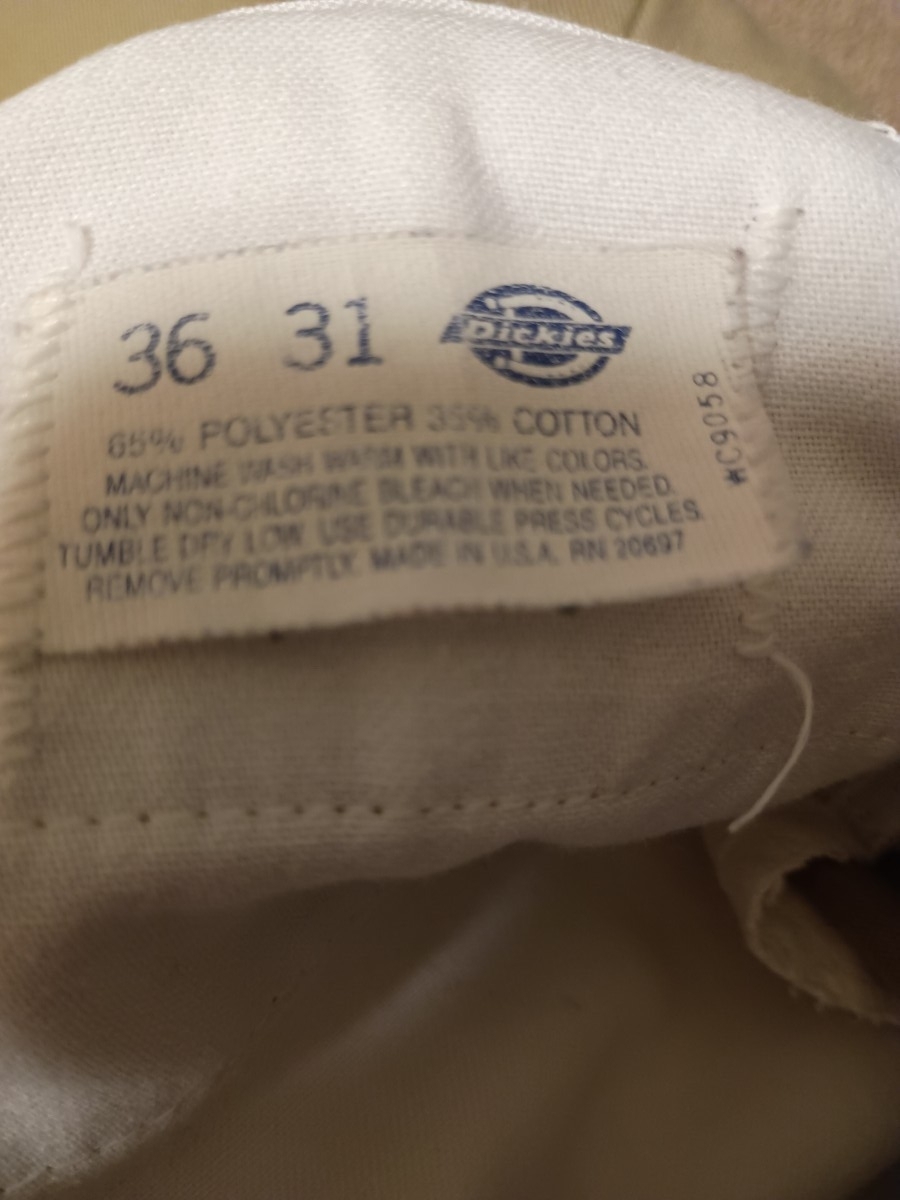 36 31 Dickies
65% POLYESTER 35% COTTON
MACHINE WASH WARM WITH LIKE COLORS.
ONLY NON-CHLORINE BLEACH WHEN NEEDED.
TUMBLE DRY LOW. USE DURABLE PRESS CYCLES.
REMOVE PROMPTLY. MADE IN U.S.A. RN 20697
*C9058